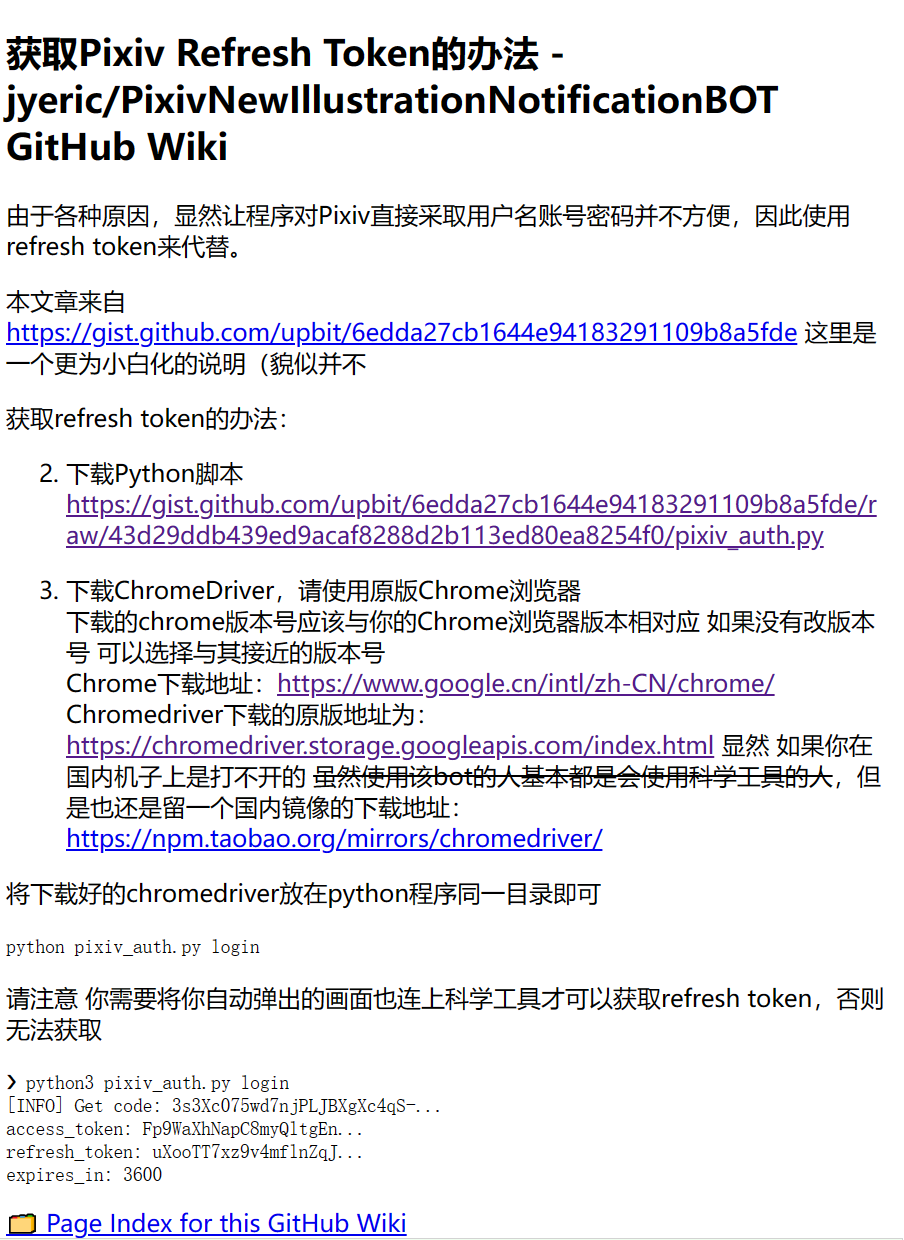 获取Pixiv Refresh Token的办法 -
jyeric/PixivNewIllustrationNotificationBOT
GitHub Wiki
由于各种原因，显然让程序对Pixiv直接采取用户名账号密码并不方便，因此使用
refresh token来代替。
本文章来自
https://gist.github.com/upbit/6edda27cb1644e94183291109b8a5fde 这里是
一个更为小白化的说明（貌似并不
获取refresh token的办法：
2. 下载Python脚本
https://gist.github.com/upbit/6edda27cb1644e94183291109b8a5fde/r
aw/43d29ddb439ed9acaf8288d2b113ed80ea8254f0/pixiv_auth.py
3. 下载ChromeDriver，请使用原版Chrome浏览器
下载的chrome版本号应该与你的Chrome浏览器版本相对应 如果没有改版本
号 可以选择与其接近的版本号
Chrome下载地址：https://www.google.cn/intl/zh-CN/chrome/
Chromedriver下载的原版地址为：
https://chromedriver.storage.googleapis.com/index.html 显然 如果你在
国内机子上是打不开的 虽然使用该bot的人基本都是会使用科学工具的人，但
是也还是留一个国内镜像的下载地址：
https://npm.taobao.org/mirrors/chromedriver/
将下载好的chromedriver放在python程序同一目录即可
python pixiv_auth.py login
请注意 你需要将你自动弹出的画面也连上科学工具才可以获取refresh token，否则
无法获取
❯ python3 pixiv_auth.py login
[INFO] Get code: 3s3Xc075wd7njPLJBXgXc4qS-...
access_token: Fp9WaXhNapC8myQltgEn...
refresh_token: uXooTT7xz9v4mflnZqJ...
expires_in: 3600
Page Index for this GitHub Wiki